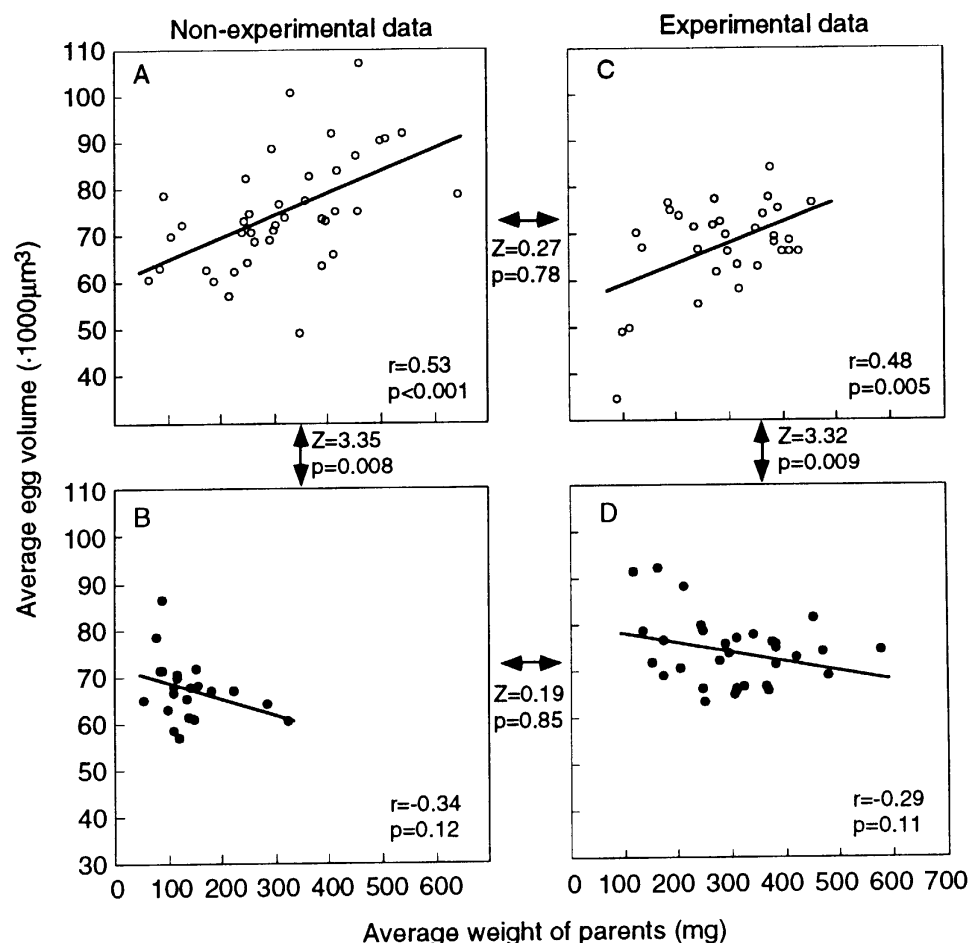 Non-experimental data
Experimental data
Average egg volume (·1000μm³)
110
100
90
80
70
60
50
40
A
r=0.53
p<0.001
Z=0.27
p=0.78
C
r=0.48
p=0.005
Z=3.35
p=0.008
Z=3.32
p=0.009
110
100
90
80
70
60
50
40
30
B
r=-0.34
p=0.12
Z=0.19
p=0.85
D
r=-0.29
p=0.11
0 100 200 300 400 500 600
0 100 200 300 400 500 600 700
Average weight of parents (mg)